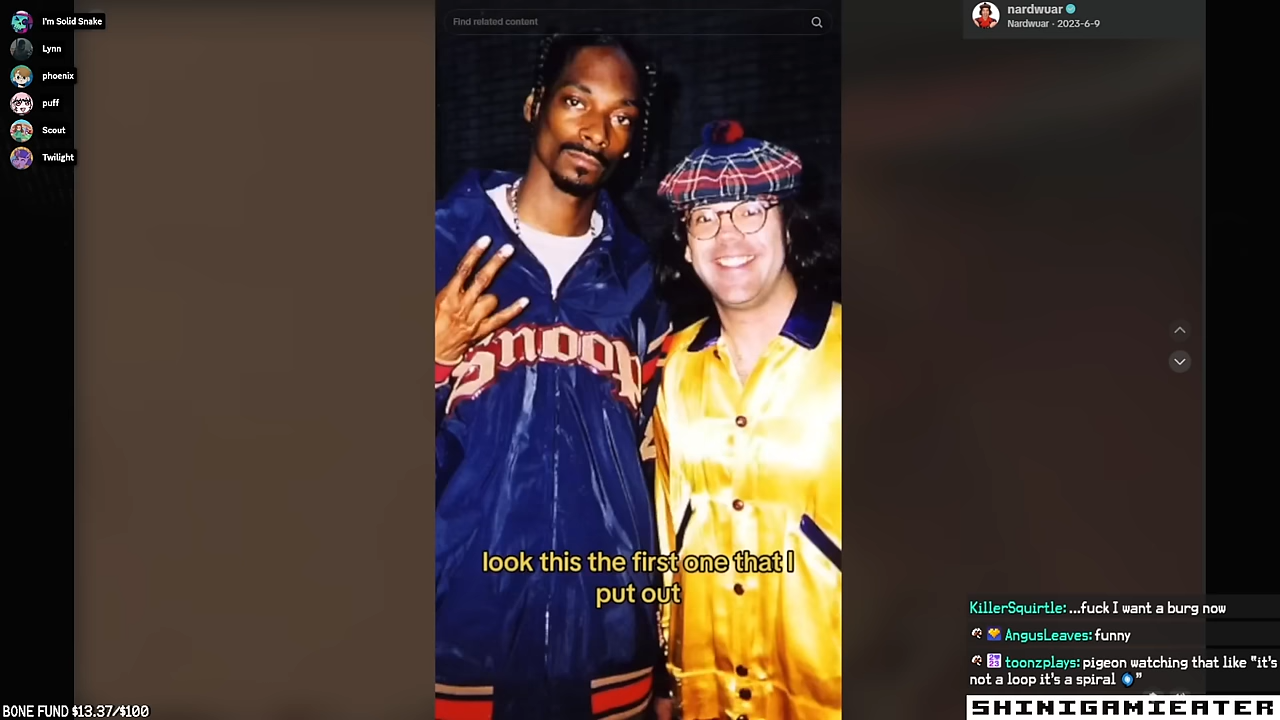 I'm Solid Snake
Lynn
phoenix
puff
Scout
Twilight
Find related content
nardwuar
Nardwuar · 2023-6-9
Snoop
look this the first one that I
put out
KillerSquirtle: ...fuck I want a burg now
AngusLeaves: funny
toonzplays: pigeon watching that like "it's
not a loop it's a spiral 🌀"
BONE FUND $13.37/$100
SHINIGAMIEATER